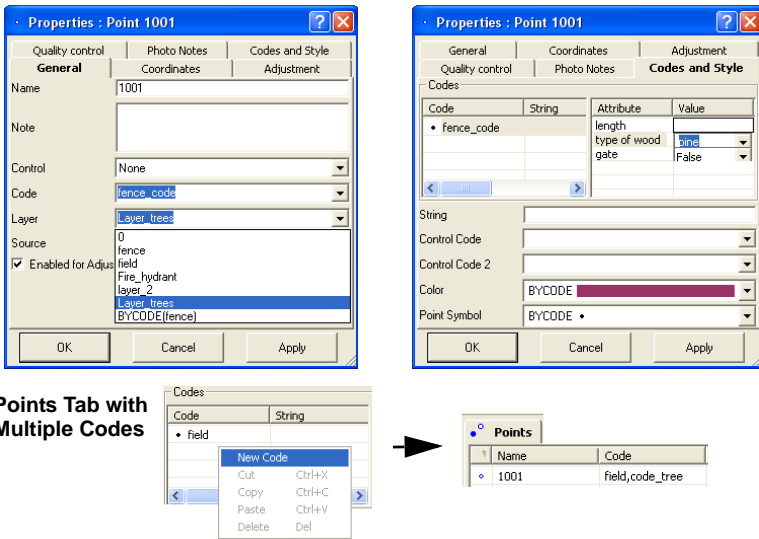 Properties : Point 1001
Quality control Photo Notes Codes and Style
General Coordinates Adjustment
Name 1001
Note
Control None
Code fence_code
Layer Layer_trees
Source
Enabled for Adjus
0
fence
field
Fire_hydrant
layer_2
Layer_trees
BYCODE(fence)
OK Cancel Apply
Properties : Point 1001
General Coordinates Adjustment
Quality control Photo Notes Codes and Style
Codes
Code String Attribute Value
fence_code length
type of wood pine
gate False
String
Control Code
Control Code 2
Color BYCODE
Point Symbol BYCODE
OK Cancel Apply
Points Tab with
Multiple Codes
Codes
Code String
field
New Code
Cut Ctrl+X
Copy Ctrl+C
Paste Ctrl+V
Delete Del
Points
Name Code
1001 field,code_tree